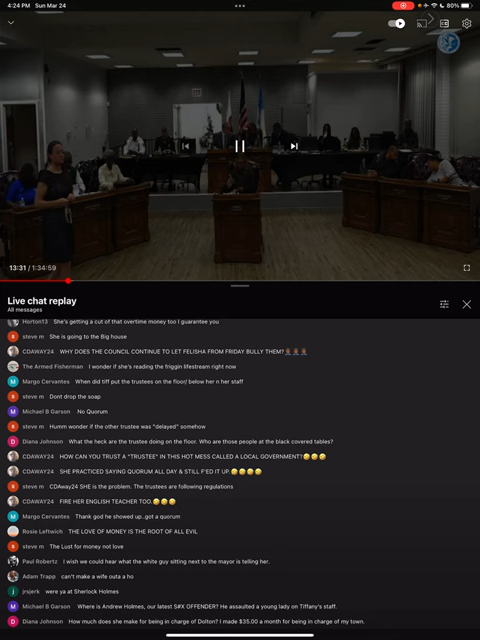 4:24 PM Sun Mar 24
80%
13:31 / 1:34:59
Live chat replay
All messages
Horton13 She's getting a cut of that overtime money too I guarantee you
steve m She is going to the Big house
CDAWAY24 WHY DOES THE COUNCIL CONTINUE TO LET FELISHA FROM FRIDAY BULLY THEM?
The Armed Fisherman I wonder if she's reading the friggin lifestream right now
Margo Cervantes When did tiff put the trustees on the floor/ below her n her staff
steve m Dont drop the soap
M Michael B Garson No Quorum
steve m Humm wonder if the other trustee was "delayed" somehow
D Diana Johnson What the heck are the trustee doing on the floor. Who are those people at the black covered tables?
CDAWAY24 HOW CAN YOU TRUST A "TRUSTEE" IN THIS HOT MESS CALLED A LOCAL GOVERNMENT?🤣🤣🤣
CDAWAY24 SHE PRACTICED SAYING QUORUM ALL DAY & STILL F'ED IT UP.🤣🤣🤣🤣
steve m CDAway24 SHE is the problem. The trustees are following regulations
CDAWAY24 FIRE HER ENGLISH TEACHER TOO.🤣🤣🤣
M Margo Cervantes Thank god he showed up..got a quorum
Rosie Leftwich THE LOVE OF MONEY IS THE ROOT OF ALL EVIL
steve m The Lust for money not love
Paul Robertz I wish we could hear what the white guy sitting next to the mayor is telling her.
Adam Trapp can't make a wife outa a ho
j jrsjerk were ya at Sherlock Holmes
M Michael B Garson Where is Andrew Holmes, our latest S#X OFFENDER? He assaulted a young lady on Tiffany's staff.
D Diana Johnson How much does she make for being in charge of Dolton? I made $35.00 a month for being in charge of my town.